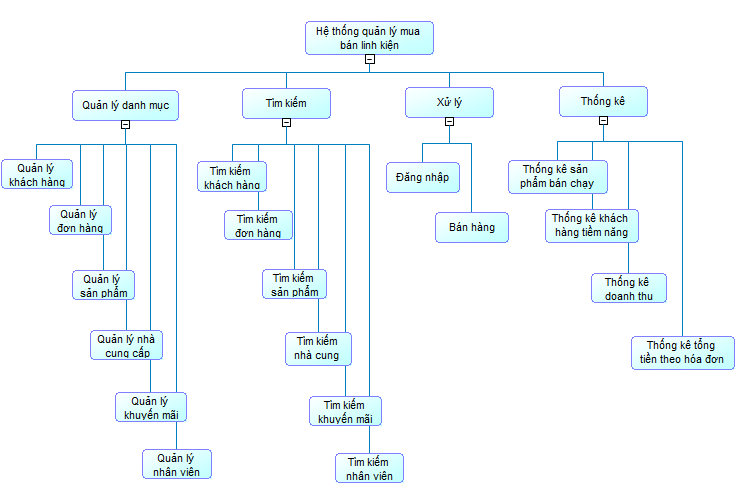 Hệ thống quản lý mua
bán linh kiện
Quản lý danh mục
Tìm kiếm
Xử lý
Thống kê
Quản lý
khách hàng
Quản lý
đơn hàng
Quản lý
sản phẩm
Quản lý nhà
cung cấp
Quản lý
khuyến mãi
Quản lý
nhân viên
Tìm kiếm
khách hàng
Tìm kiếm
đơn hàng
Tìm kiếm
sản phẩm
Tìm kiếm
nhà cung
Tìm kiếm
khuyến mãi
Tìm kiếm
nhân viên
Đăng nhập
Bán hàng
Thống kê sản
phẩm bán chạy
Thống kê khách
hàng tiềm năng
Thống kê
doanh thu
Thống kê tổng
tiền theo hóa đơn